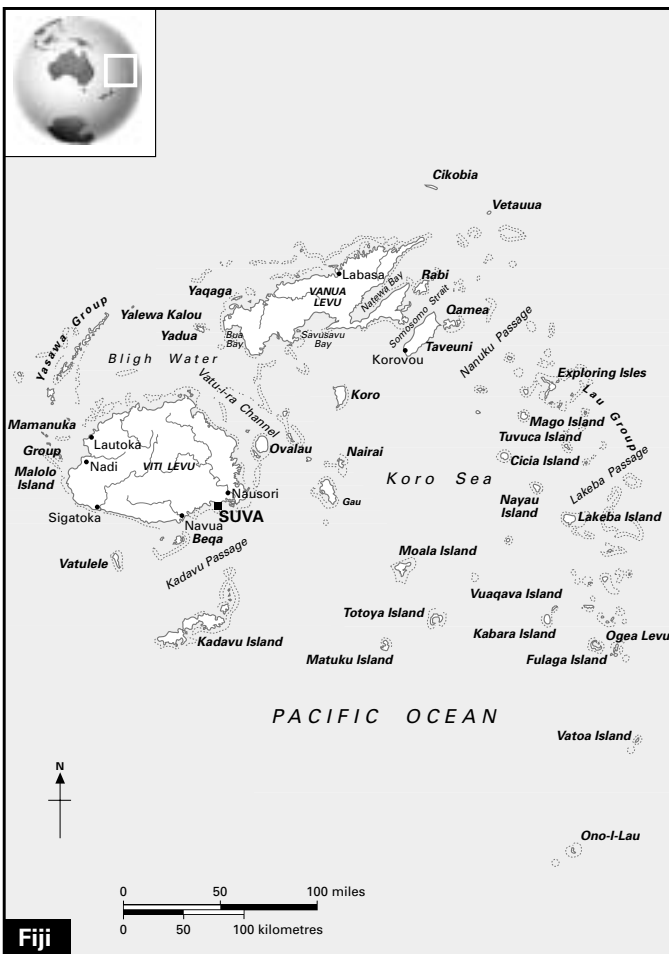 Cikobia
Vetauua
Labasa
Rabi
Yaqaga
VANUA
LEVU
Natewa Bay
Yasawa Group
Yalewa Kalou
Somosomo Strait
Qamea
Yadua
Bua
Bay
Savusavu
Bay
Nanuku Passage
Taveuni
Bligh Water
Korovou
Exploring Isles
Vatu-i-ra Channel
Koro
Lau Group
Mamanuka
Group
Mago Island
Lautoka
Tuvuca Island
Ovalau
Nairai
Cicia Island
Malolo
Island
Nadi
VITI LEVU
Koro Sea
Lakeba Passage
Nausori
Gau
Nayau
Island
Sigatoka
SUVA
Lakeba Island
Navua
Beqa
Kadavu Passage
Vatulele
Moala Island
Vuaqava Island
Totoya Island
Kabara Island
Ogea Levu
Kadavu Island
Matuku Island
Fulaga Island
PACIFIC OCEAN
Vatoa Island
N
Ono-I-Lau
0 50 100 miles
0 50 100 kilometres
Fiji